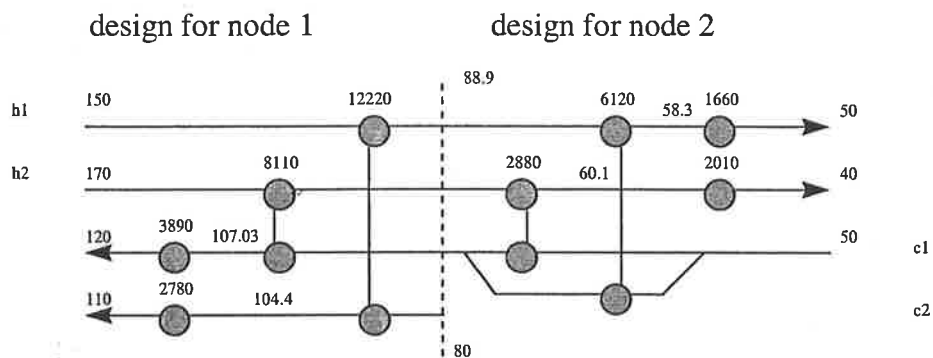 design for node 1 design for node 2
88.9
h1 150 12220 6120 58.3 1660 50
h2 170 8110 2880 60.1 2010 40
120 3890 107.03 50 c1
110 2780 104.4 c2
80